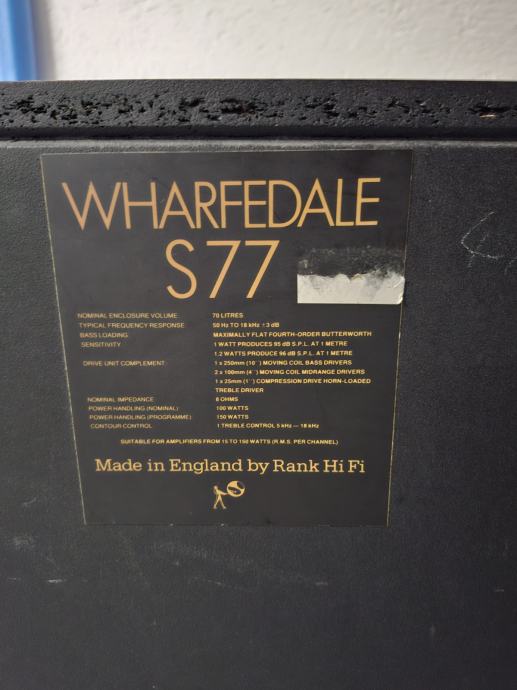 WHARFEDALE
S77
NOMINAL ENCLOSURE VOLUME 70 LITRES
TYPICAL FREQUENCY RESPONSE 50 Hz TO 18 kHz ±3 dB
BASS LOADING MAXIMALLY FLAT FOURTH-ORDER BUTTERWORTH
SENSITIVITY 1 WATT PRODUCES 95 dB S.P.L. AT 1 METRE
1.2 WATTS PRODUCE 96 dB S.P.L. AT 1 METRE
DRIVE UNIT COMPLEMENT 1 x 250mm (10") MOVING COIL BASS DRIVERS
2 x 100mm (4") MOVING COIL MIDRANGE DRIVERS
1 x 25mm (1") COMPRESSION DRIVE HORN-LOADED
TREBLE DRIVER
NOMINAL IMPEDANCE 8 OHMS
POWER HANDLING (NOMINAL) 100 WATTS
POWER HANDLING (PROGRAMME) 150 WATTS
CONTOUR CONTROL 1 TREBLE CONTROL 5 kHz — 18 kHz
SUITABLE FOR AMPLIFIERS FROM 15 TO 150 WATTS (R.M.S. PER CHANNEL)
Made in England by Rank Hi Fi